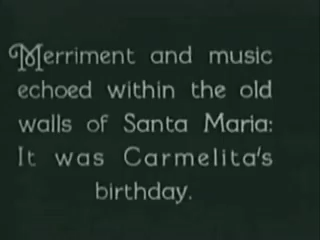 Merriment and music
echoed within the old
walls of Santa Maria:
It was Carmelita's
birthday.